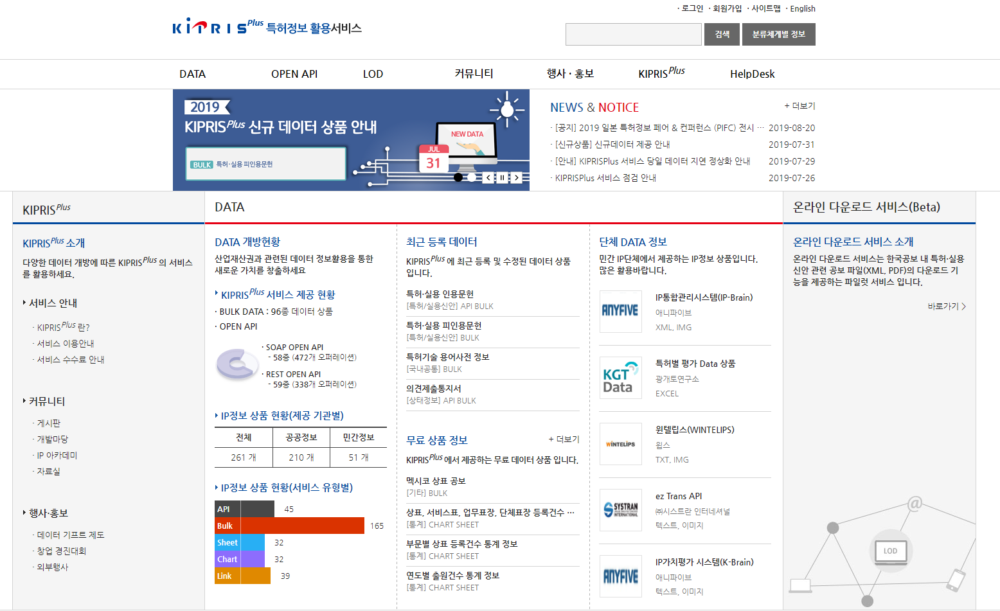 · 로그인 · 회원가입 · 사이트맵 · English
KIPRIS Plus 특허정보 활용서비스
검색
분류체계별 정보
DATA
OPEN API
LOD
커뮤니티
행사 · 홍보
KIPRIS Plus
HelpDesk
2019
KIPRIS Plus 신규 데이터 상품 안내
BULK 특허·실용 피인용문헌
NEW DATA
JUL
31
NEWS & NOTICE
+ 더보기
· [공지] 2019 일본 특허정보 페어 & 컨퍼런스 (PIFC) 전시 ··· 2019-08-20
· [신규상품] 신규데이터 제공 안내 2019-07-31
· [안내] KIPRISPlus 서비스 당일 데이터 지연 정상화 안내 2019-07-29
· KIPRISPlus 서비스 점검 안내 2019-07-26
KIPRIS Plus
KIPRIS Plus 소개
다양한 데이터 개방에 따른 KIPRIS Plus 의 서비스
를 활용하세요.
서비스 안내
· KIPRIS Plus 란?
· 서비스 이용안내
· 서비스 수수료 안내
커뮤니티
· 게시판
· 개발마당
· IP 아카데미
· 자료실
행사·홍보
· 데이터 기프트 제도
· 창업 경진대회
· 외부행사
DATA
DATA 개방현황
산업재산권과 관련된 데이터 정보활용을 통한
새로운 가치를 창출하세요
KIPRIS Plus 서비스 제공 현황
· BULK DATA : 96종 데이터 상품
· OPEN API
· SOAP OPEN API
- 58종 (472개 오퍼레이션)
· REST OPEN API
- 59종 (338개 오퍼레이션)
IP정보 상품 현황(제공 기관별)
전체 공공정보 민간정보
261 개 210 개 51 개
IP정보 상품 현황(서비스 유형별)
API 45
Bulk 165
Sheet 32
Chart 32
Link 39
최근 등록 데이터
KIPRIS Plus 에 최근 등록 및 수정된 데이터 상품
입니다.
특허·실용 인용문헌
[특허/실용신안] API BULK
특허·실용 피인용문헌
[특허/실용신안] BULK
특허기술 용어사전 정보
[국내공통] BULK
의견제출통지서
[상태정보] API BULK
무료 상품 정보
+ 더보기
KIPRIS Plus 에서 제공하는 무료 데이터 상품 입니다.
멕시코 상표 공보
[기타] BULK
상표, 서비스표, 업무표장, 단체표장 등록건수 ···
[통계] CHART SHEET
부문별 상표 등록건수 통계 정보
[통계] CHART SHEET
연도별 출원건수 통계 정보
[통계] CHART SHEET
단체 DATA 정보
민간 IP단체에서 제공하는 IP정보 상품입니다.
많은 활용바랍니다.
ANYFIVE
IP통합관리시스템(IP-Brain)
애니파이브
XML, IMG
KGT Data
특허별 평가 Data 상품
광개토연구소
EXCEL
WINTELIPS
윈텔립스(WINTELIPS)
윕스
TXT, IMG
SYSTRAN
INTERNATIONAL
ez Trans API
㈜시스트란 인터네셔널
텍스트, 이미지
ANYFIVE
IP가치평가 시스템(K-Brain)
애니파이브
텍스트, 이미지
온라인 다운로드 서비스(Beta)
온라인 다운로드 서비스 소개
온라인 다운로드 서비스는 한국공보 내 특허·실용
신안 관련 공보 파일(XML, PDF)의 다운로드 기
능을 제공하는 파일럿 서비스 입니다.
바로가기 >
@
LOD